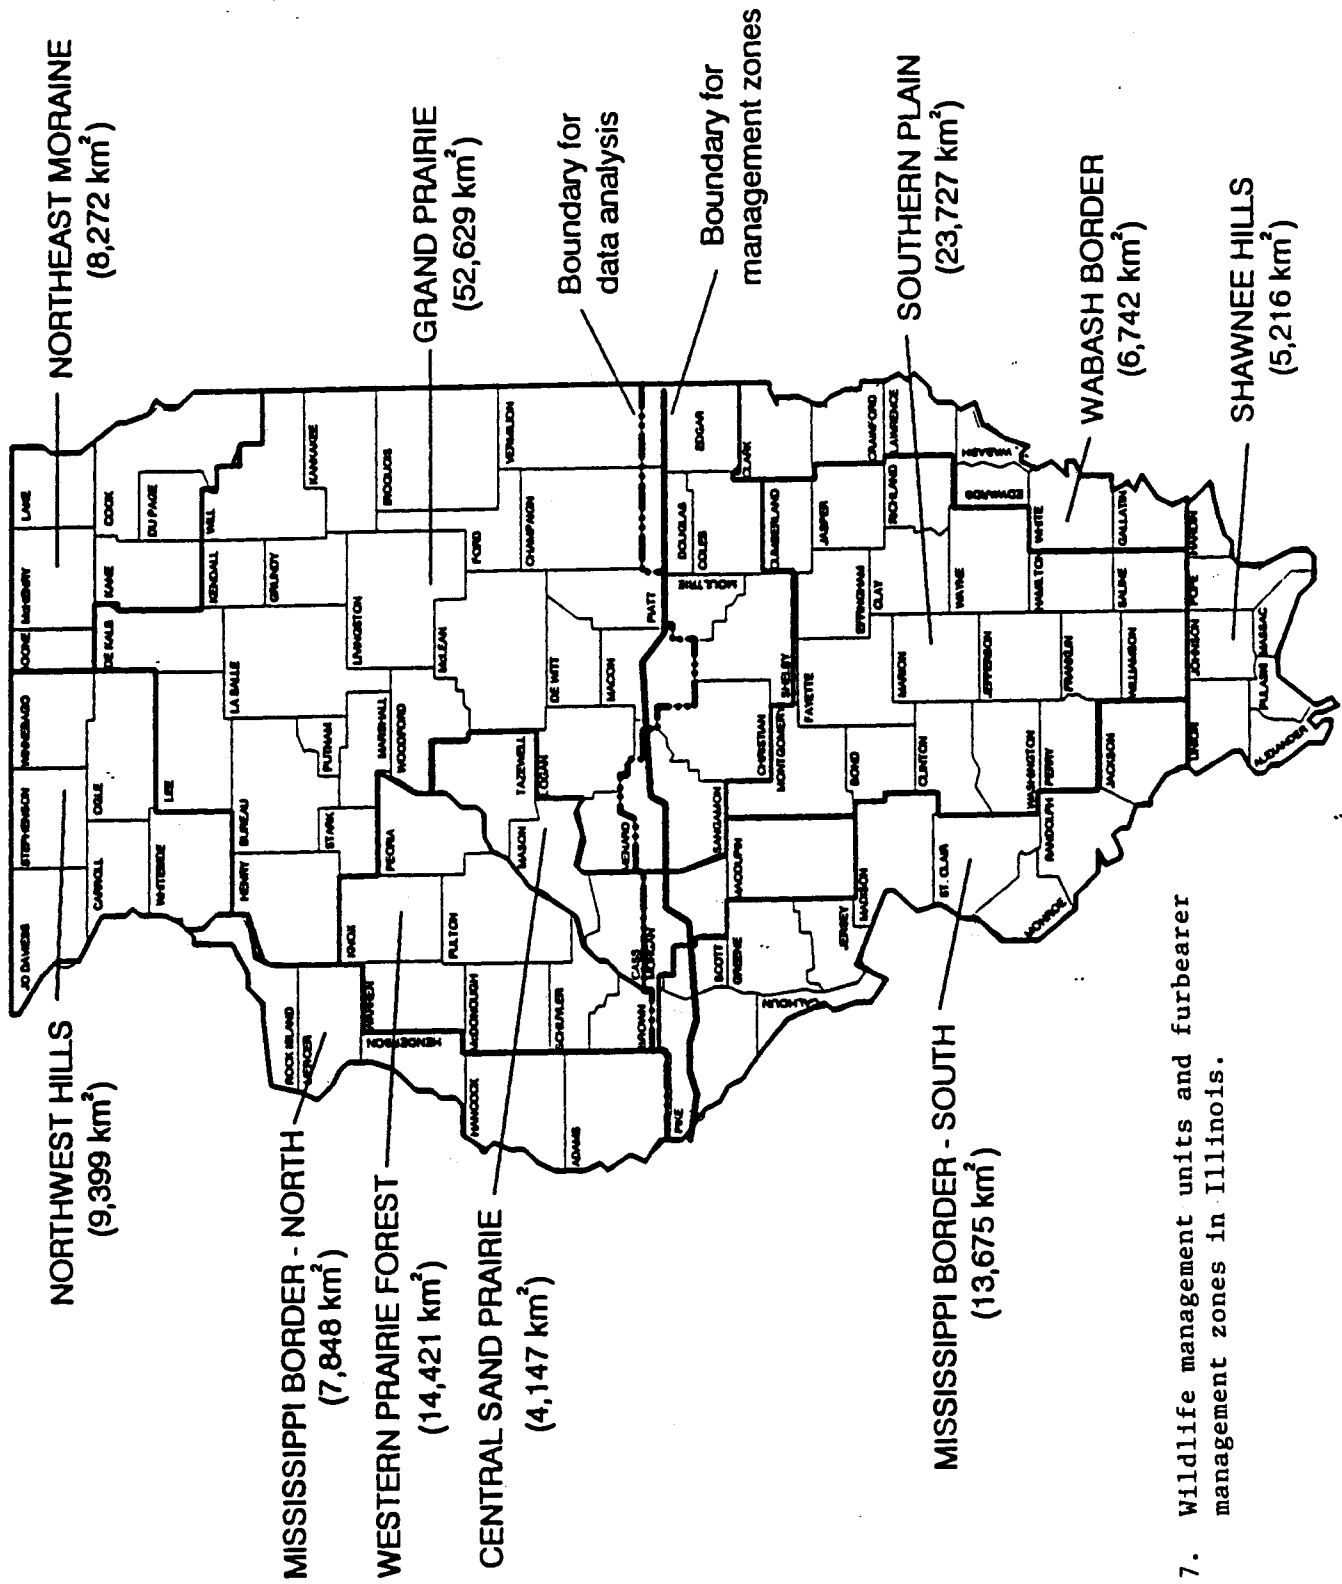 NORTHWEST HILLS
(9,399 km²)
NORTHEAST MORAINE
(8,272 km²)
MISSISSIPPI BORDER - NORTH
(7,848 km²)
WESTERN PRAIRIE FOREST
(14,421 km²)
CENTRAL SAND PRAIRIE
(4,147 km²)
GRAND PRAIRIE
(52,629 km²)
Boundary for
data analysis
Boundary for
management zones
MISSISSIPPI BORDER - SOUTH
(13,675 km²)
SOUTHERN PLAIN
(23,727 km²)
WABASH BORDER
(6,742 km²)
SHAWNEE HILLS
(5,216 km²)
JO DAVIESS
STEPHENSON
WINNEBAGO
BOONE
McHENRY
LAKE
CARROLL
OGLE
DE KALB
KANE
COOK
DU PAGE
WHITESIDE
LEE
KENDALL
WILL
ROCK ISLAND
MERCER
HENRY
BUREAU
LA SALLE
GRUNDY
KANKAKEE
PUTNAM
STARK
MARSHALL
LIVINGSTON
IROQUOIS
KNOX
WARREN
HENDERSON
PEORIA
WOODFORD
McLEAN
FORD
VERMILION
HANCOCK
McDONOUGH
FULTON
TAZEWELL
MASON
LOGAN
DE WITT
CHAMPAIGN
ADAMS
SCHUYLER
BROWN
CASS
MENARD
MACON
PIATT
PIKE
MORGAN
SCOTT
SANGAMON
CHRISTIAN
MOULTRIE
DOUGLAS
COLES
EDGAR
GREENE
CALHOUN
JERSEY
MACOUPIN
MONTGOMERY
SHELBY
CUMBERLAND
CLARK
FAYETTE
EFFINGHAM
JASPER
CRAWFORD
MADISON
BOND
CLAY
RICHLAND
LAWRENCE
ST. CLAIR
CLINTON
MARION
WAYNE
EDWARDS
WABASH
MONROE
RANDOLPH
WASHINGTON
JEFFERSON
PERRY
FRANKLIN
HAMILTON
WHITE
JACKSON
WILLIAMSON
SALINE
GALLATIN
UNION
JOHNSON
POPE
HARDIN
ALEXANDER
PULASKI
MASSAC
7. Wildlife management units and furbearer
management zones in Illinois.